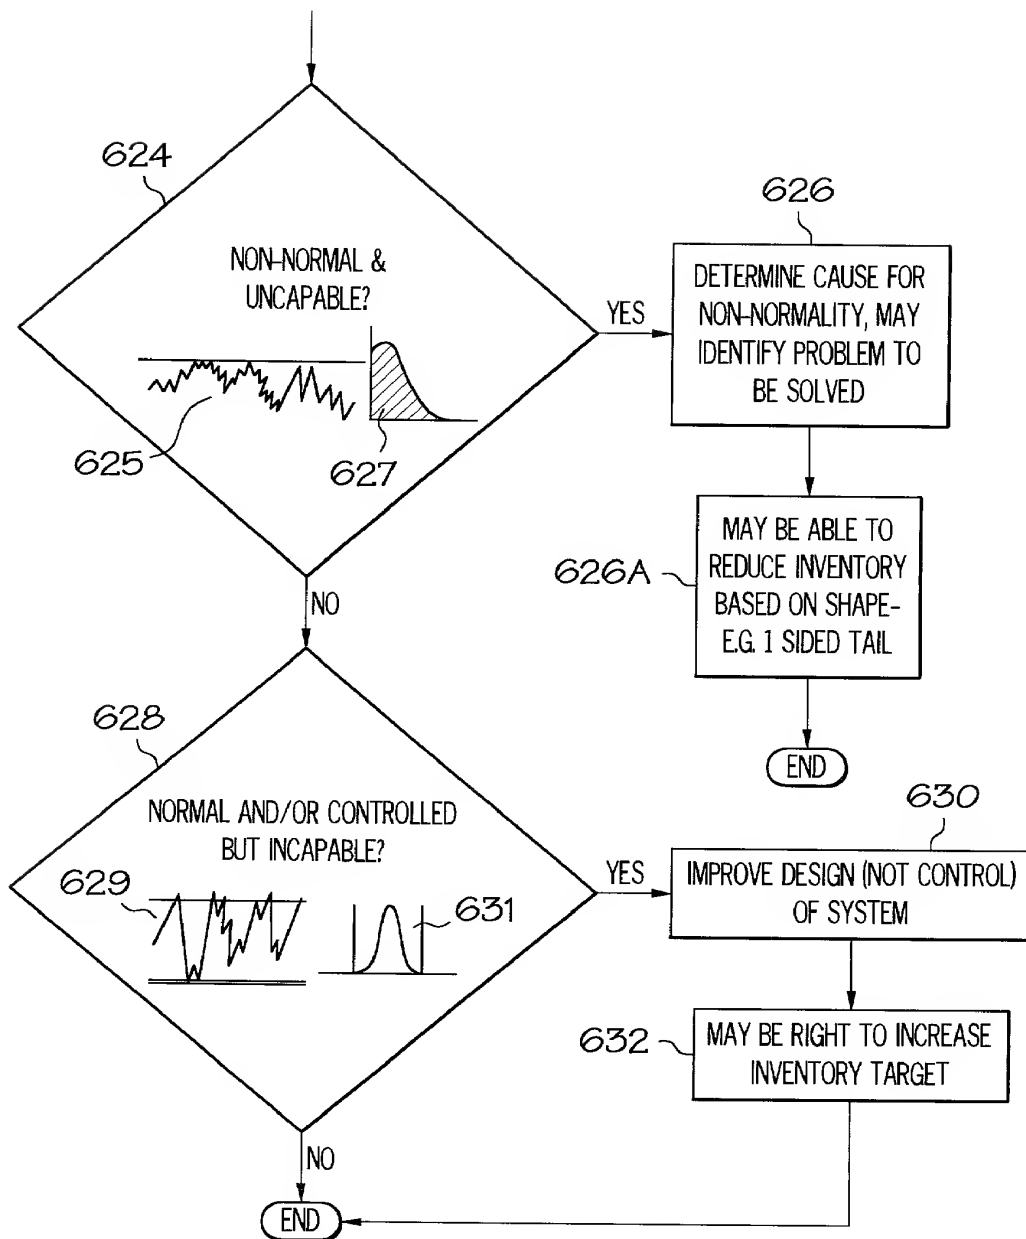 624
NON-NORMAL &
UNCAPABLE?
625
627
YES
626
DETERMINE CAUSE FOR
NON-NORMALITY, MAY
IDENTIFY PROBLEM TO
BE SOLVED
626A
MAY BE ABLE TO
REDUCE INVENTORY
BASED ON SHAPE-
E.G. 1 SIDED TAIL
END
NO
628
NORMAL AND/OR CONTROLLED
BUT INCAPABLE?
629
631
YES
630
IMPROVE DESIGN (NOT CONTROL)
OF SYSTEM
632
MAY BE RIGHT TO INCREASE
INVENTORY TARGET
NO
END